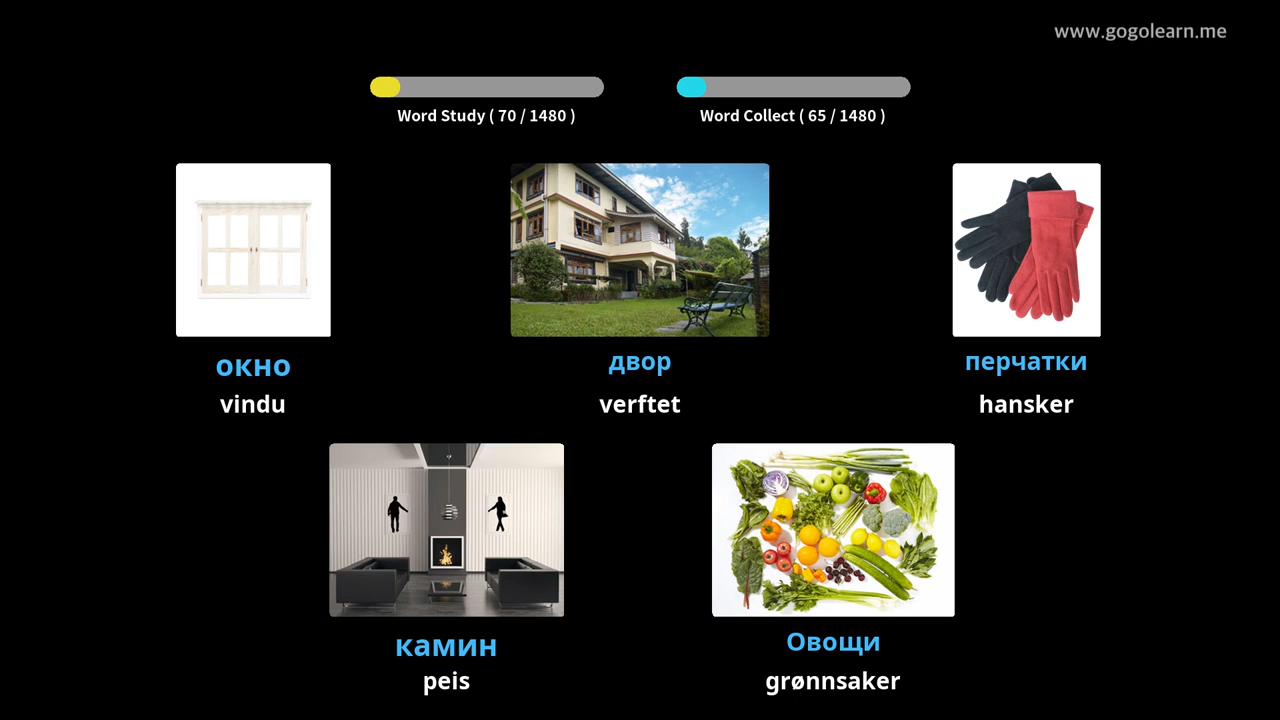 www.gogolearn.me
Word Study ( 70 / 1480 )
Word Collect ( 65 / 1480 )
окно
vindu
двор
verftet
перчатки
hansker
камин
peis
Овощи
grønnsaker